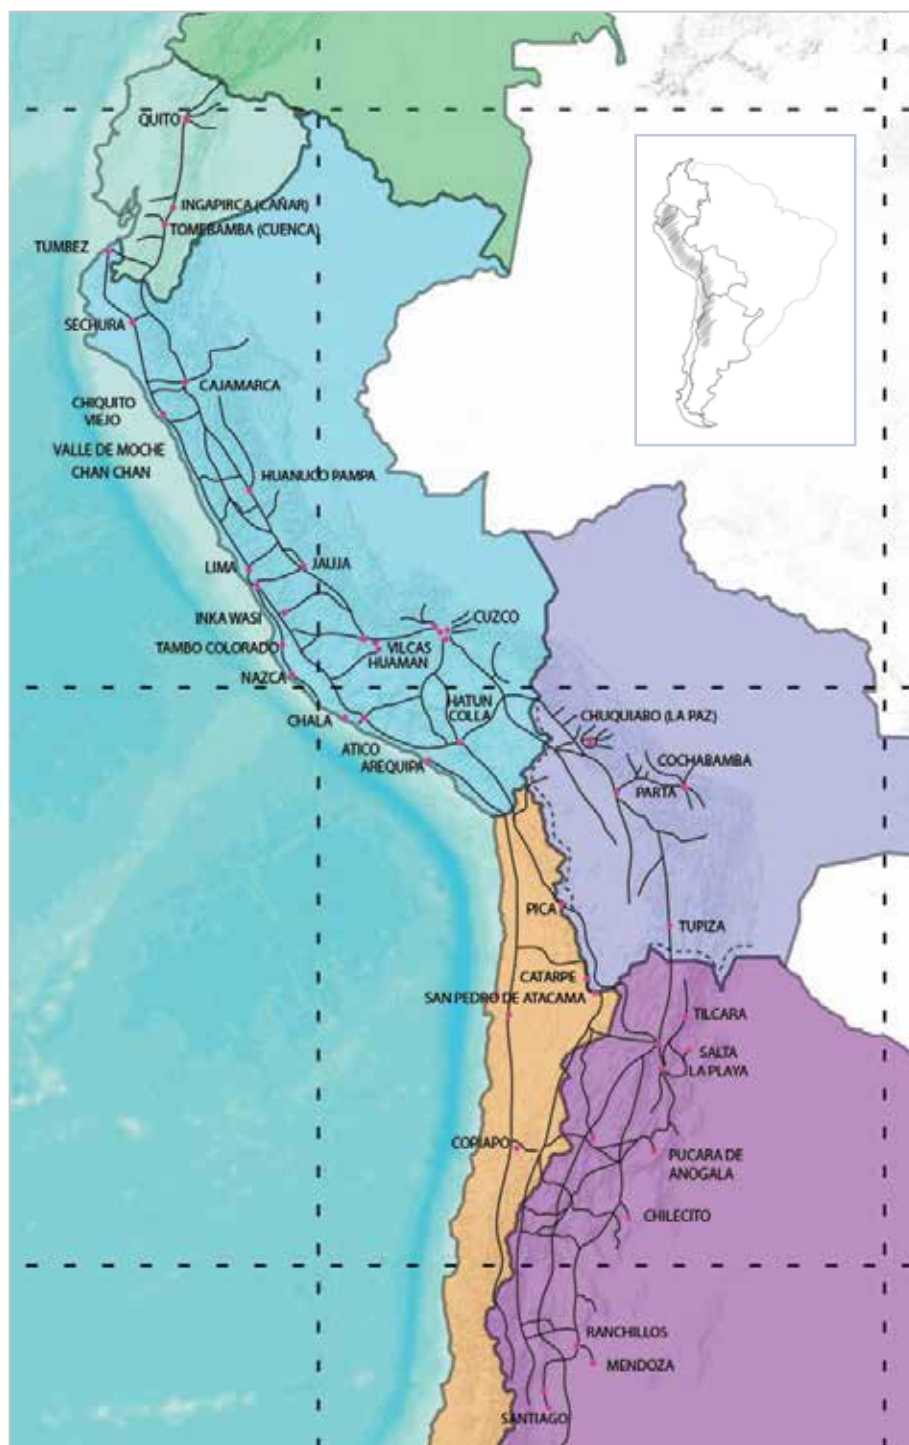 QUITO
INGAPIRCA (CAÑAR)
TOMEBAMBA (CUENCA)
TUMBEZ
SECHURA
CAJAMARCA
CHIQUITO
VIEJO
VALLE DE MOCHE
CHAN CHAN
HUANUCO PAMPA
LIMA
JAUJA
INKA WASI
CUZCO
TAMBO COLORADO
VILCAS
HUAMAN
NAZCA
HATUN
COLLA
CHALA
CHUQUIABO (LA PAZ)
ATICO
AREQUIPA
COCHABAMBA
PARTA
PICA
TUPIZA
CATARPE
SAN PEDRO DE ATACAMA
TILCARA
SALTA
LA PLAYA
COPIAPO
PUCARA DE
ANOGALA
CHILECITO
RANCHILLOS
MENDOZA
SANTIAGO